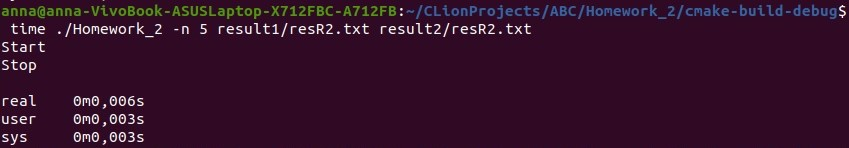 anna@anna-VivoBook-ASUSLaptop-X712FBC-A712FB:~/CLionProjects/ABC/Homework_2/cmake-build-debug$
time ./Homework_2 -n 5 result1/resR2.txt result2/resR2.txt
Start
Stop
real 0m0,006s
user 0m0,003s
sys 0m0,003s